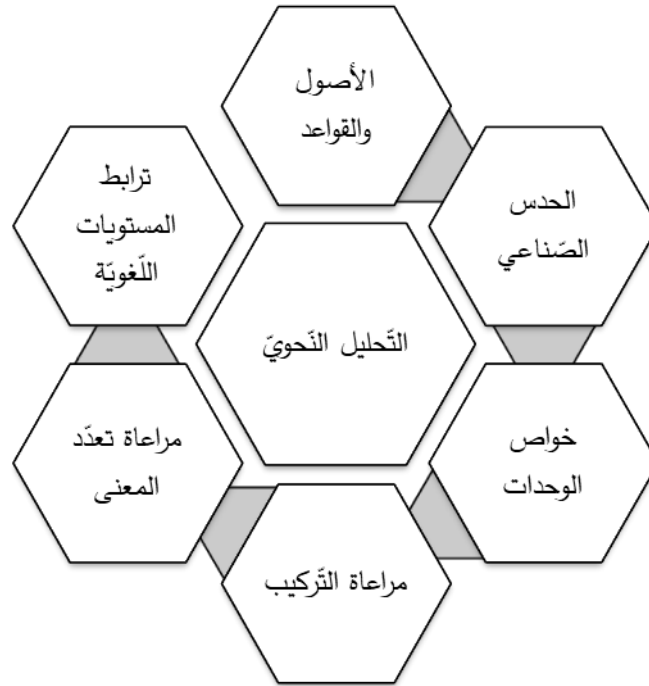 الأصول
والقواعد
الحدس
الصّناعي
خواص
الوحدات
مراعاة التّركيب
مراعاة تعدّد
المعنى
ترابط
المستويات
اللّغويّة
التّحليل النّحويّ